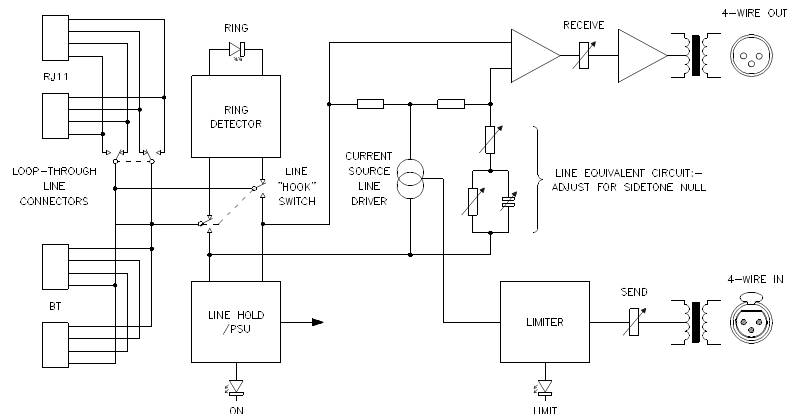 4-WIRE OUT
RECEIVE
RING
RJ11
RING
DETECTOR
LOOP-THROUGH
LINE
CONNECTORS
LINE
"HOOK"
SWITCH
CURRENT
SOURCE
LINE
DRIVER
LINE EQUIVALENT CIRCUIT:-
ADJUST FOR SIDETONE NULL
BT
LINE HOLD
/PSU
LIMITER
SEND
4-WIRE IN
ON
LIMIT